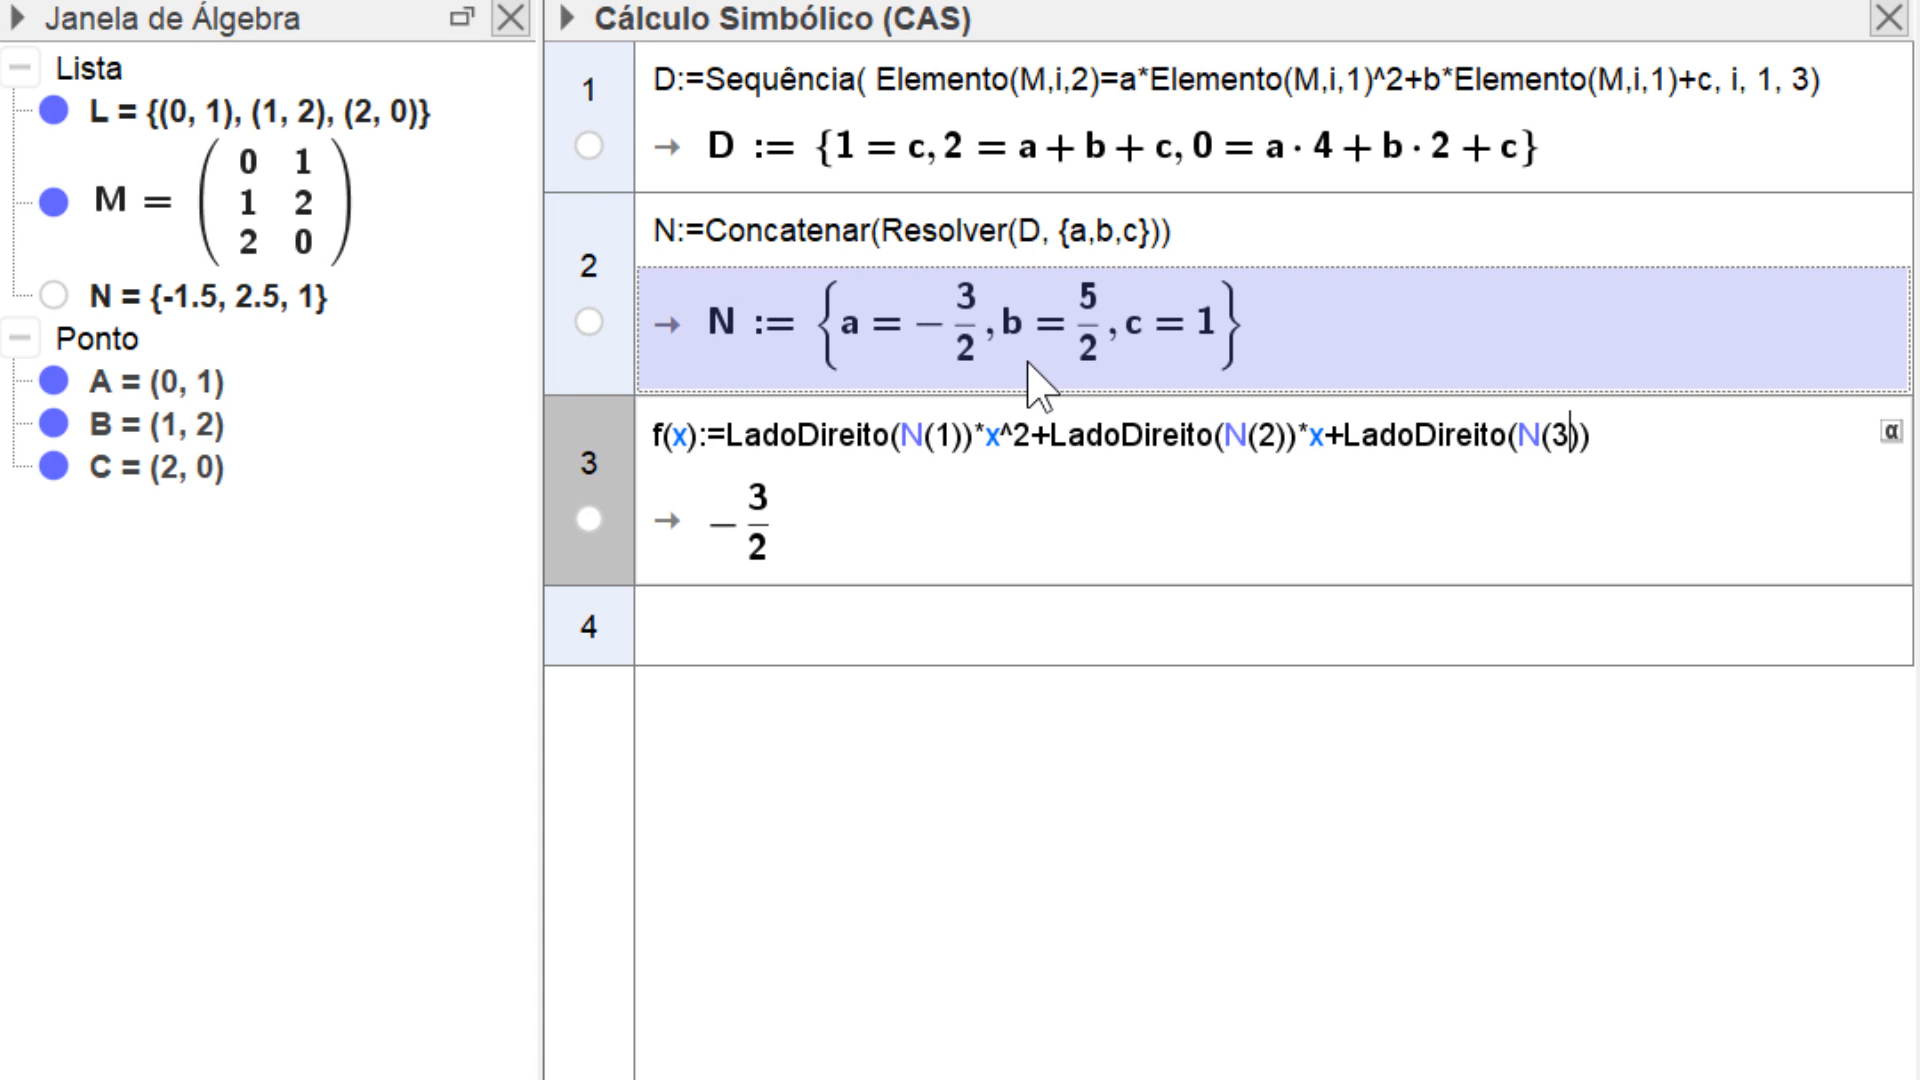 Janela de Álgebra
Lista
L = {(0, 1), (1, 2), (2, 0)}
M = ( 0 1
1 2
2 0 )
N = {-1.5, 2.5, 1}
Ponto
A = (0, 1)
B = (1, 2)
C = (2, 0)
Cálculo Simbólico (CAS)
1
D:=Sequência( Elemento(M,i,2)=a*Elemento(M,i,1)^2+b*Elemento(M,i,1)+c, i, 1, 3)
→ D := {1 = c, 2 = a + b + c, 0 = a · 4 + b · 2 + c}
2
N:=Concatenar(Resolver(D, {a,b,c}))
→ N := {a = − 3/2 , b = 5/2 , c = 1}
3
f(x):=LadoDireito(N(1))*x^2+LadoDireito(N(2))*x+LadoDireito(N(3))
α
→ − 3/2
4